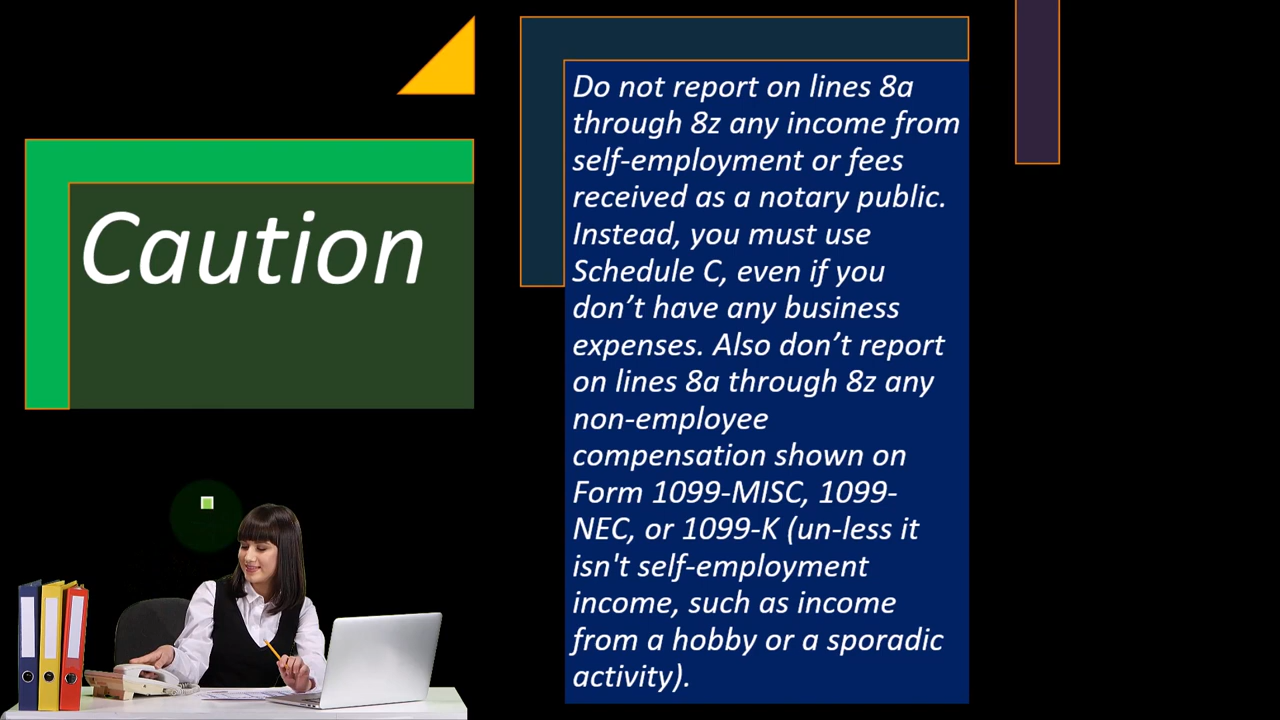 Caution
Do not report on lines 8a
through 8z any income from
self-employment or fees
received as a notary public.
Instead, you must use
Schedule C, even if you
don’t have any business
expenses. Also don’t report
on lines 8a through 8z any
non-employee
compensation shown on
Form 1099-MISC, 1099-
NEC, or 1099-K (un-less it
isn't self-employment
income, such as income
from a hobby or a sporadic
activity).